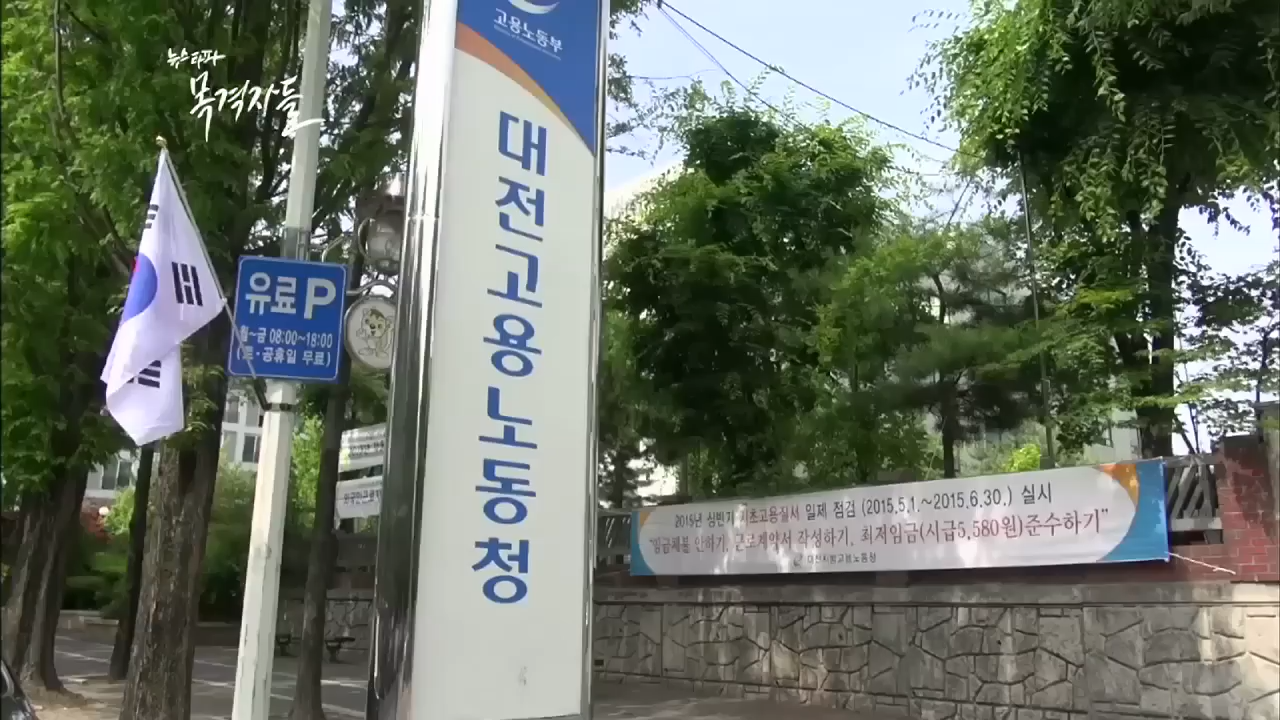 뉴스타파
목격자들
고용노동부
대전고용노동청
유료P
월~금 08:00~18:00
(토·공휴일 무료)
2015년 상반기 기초고용질서 일제 점검 (2015.5.1.~2015.6.30.) 실시
"임금체불 안하기, 근로계약서 작성하기, 최저임금(시급5,580원)준수하기"
대전지방고용노동청